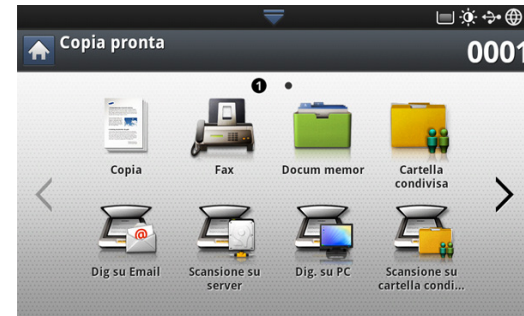 Copia pronta
0001
1
Copia
Fax
Docum memor
Cartella
condivisa
Dig su Email
Scansione su
server
Dig. su PC
Scansione su
cartella condi...